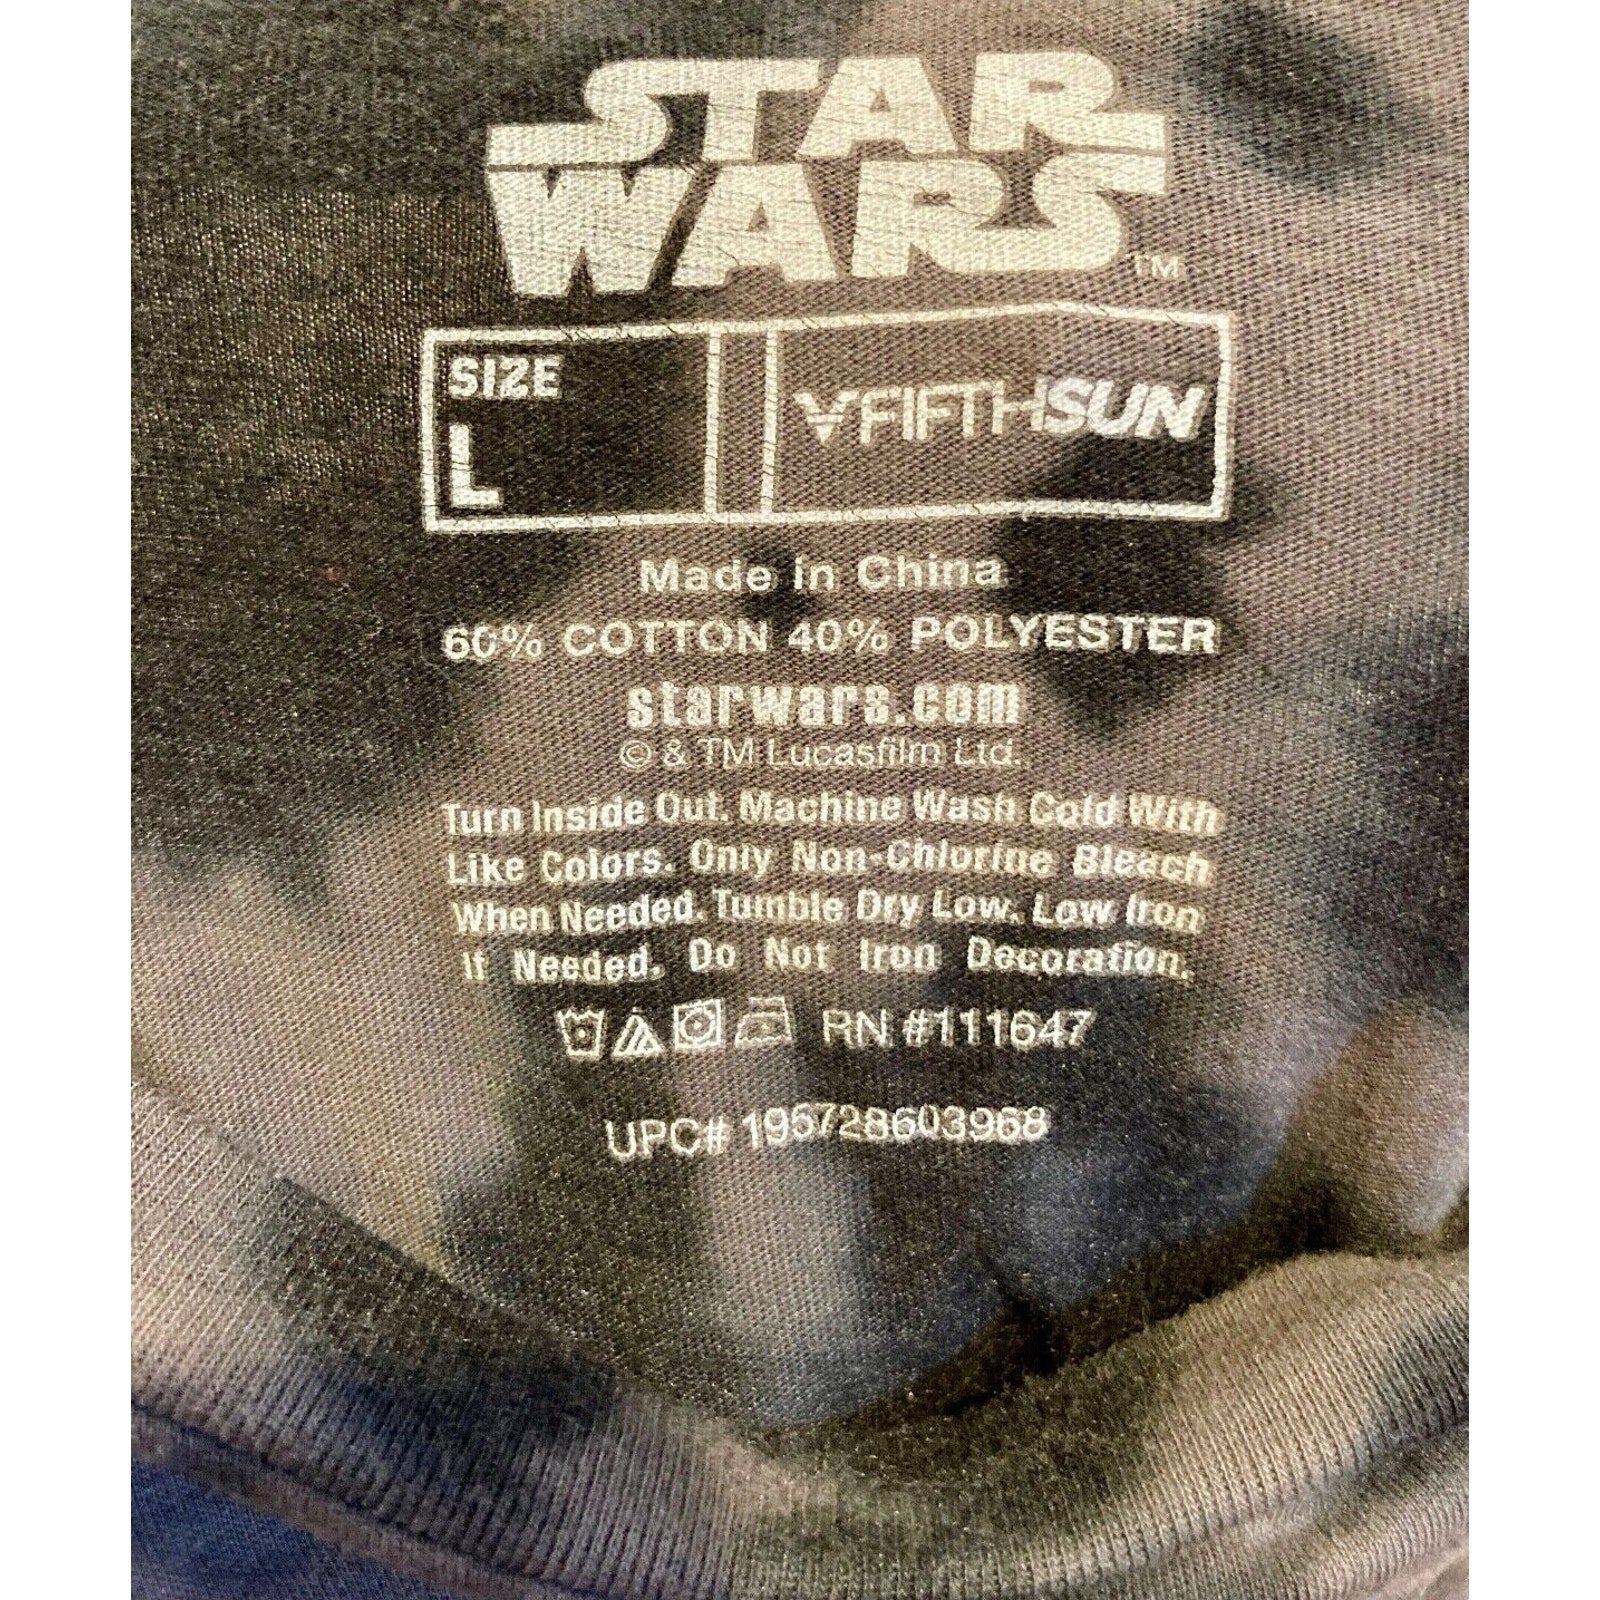 STAR
WARS™
SIZE
L
FIFTHSUN
Made in China
60% COTTON 40% POLYESTER
starwars.com
© & TM Lucasfilm Ltd.
Turn Inside Out. Machine Wash Cold With
Like Colors. Only Non-Chlorine Bleach
When Needed. Tumble Dry Low. Low Iron
If Needed. Do Not Iron Decoration.
RN #111647
UPC# 195728603968